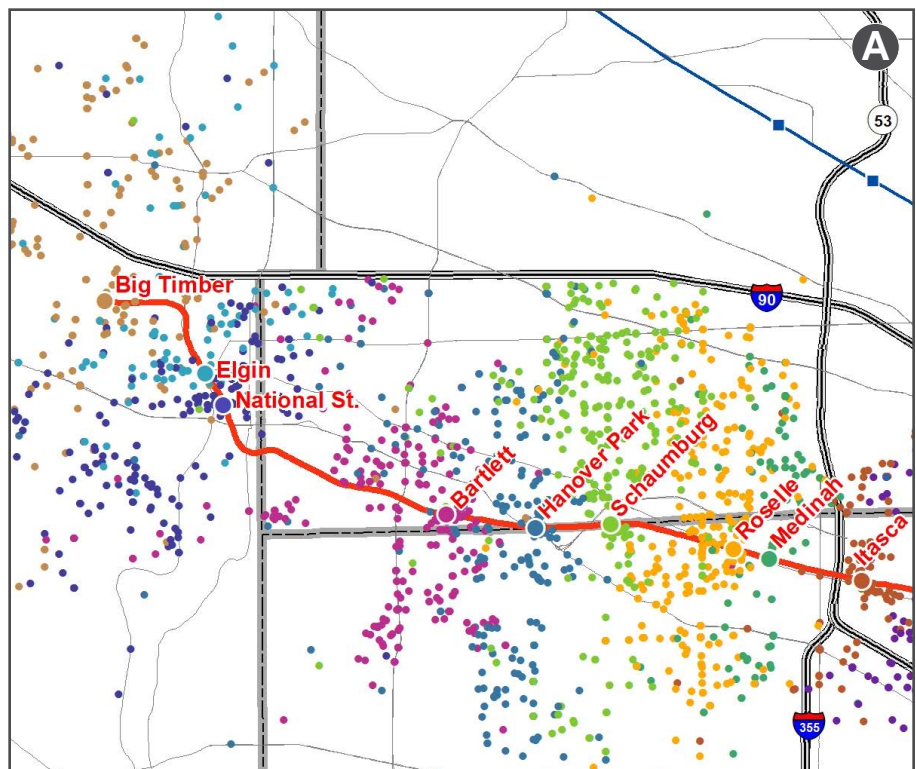 A
53
Big Timber
90
Elgin
National St.
Bartlett
Hanover Park
Schaumburg
Roselle
Medinah
Itasca
355